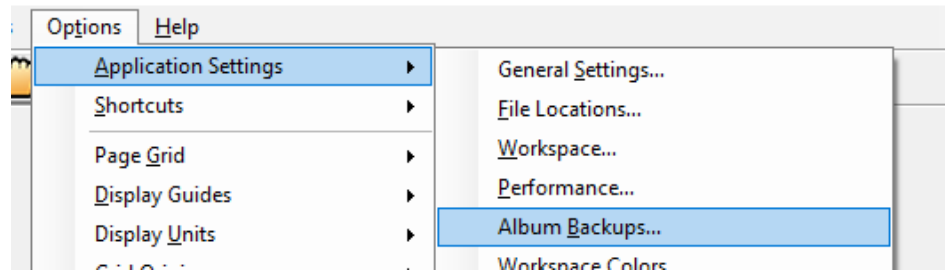 Options Help
Application Settings
Shortcuts
Page Grid
Display Guides
Display Units
General Settings...
File Locations...
Workspace...
Performance...
Album Backups...
Workspace Colors